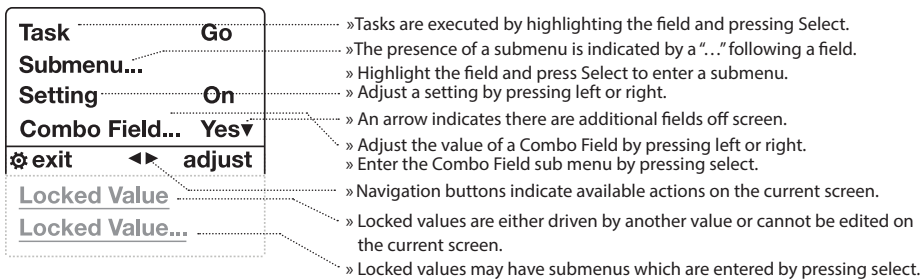 Task Go
Submenu...
Setting On
Combo Field... Yes▼
⚙ exit ◀▶ adjust
Locked Value
Locked Value...
»Tasks are executed by highlighting the field and pressing Select.
»The presence of a submenu is indicated by a “…” following a field.
» Highlight the field and press Select to enter a submenu.
» Adjust a setting by pressing left or right.
» An arrow indicates there are additional fields off screen.
» Adjust the value of a Combo Field by pressing left or right.
» Enter the Combo Field sub menu by pressing select.
» Navigation buttons indicate available actions on the current screen.
» Locked values are either driven by another value or cannot be edited on
the current screen.
» Locked values may have submenus which are entered by pressing select.